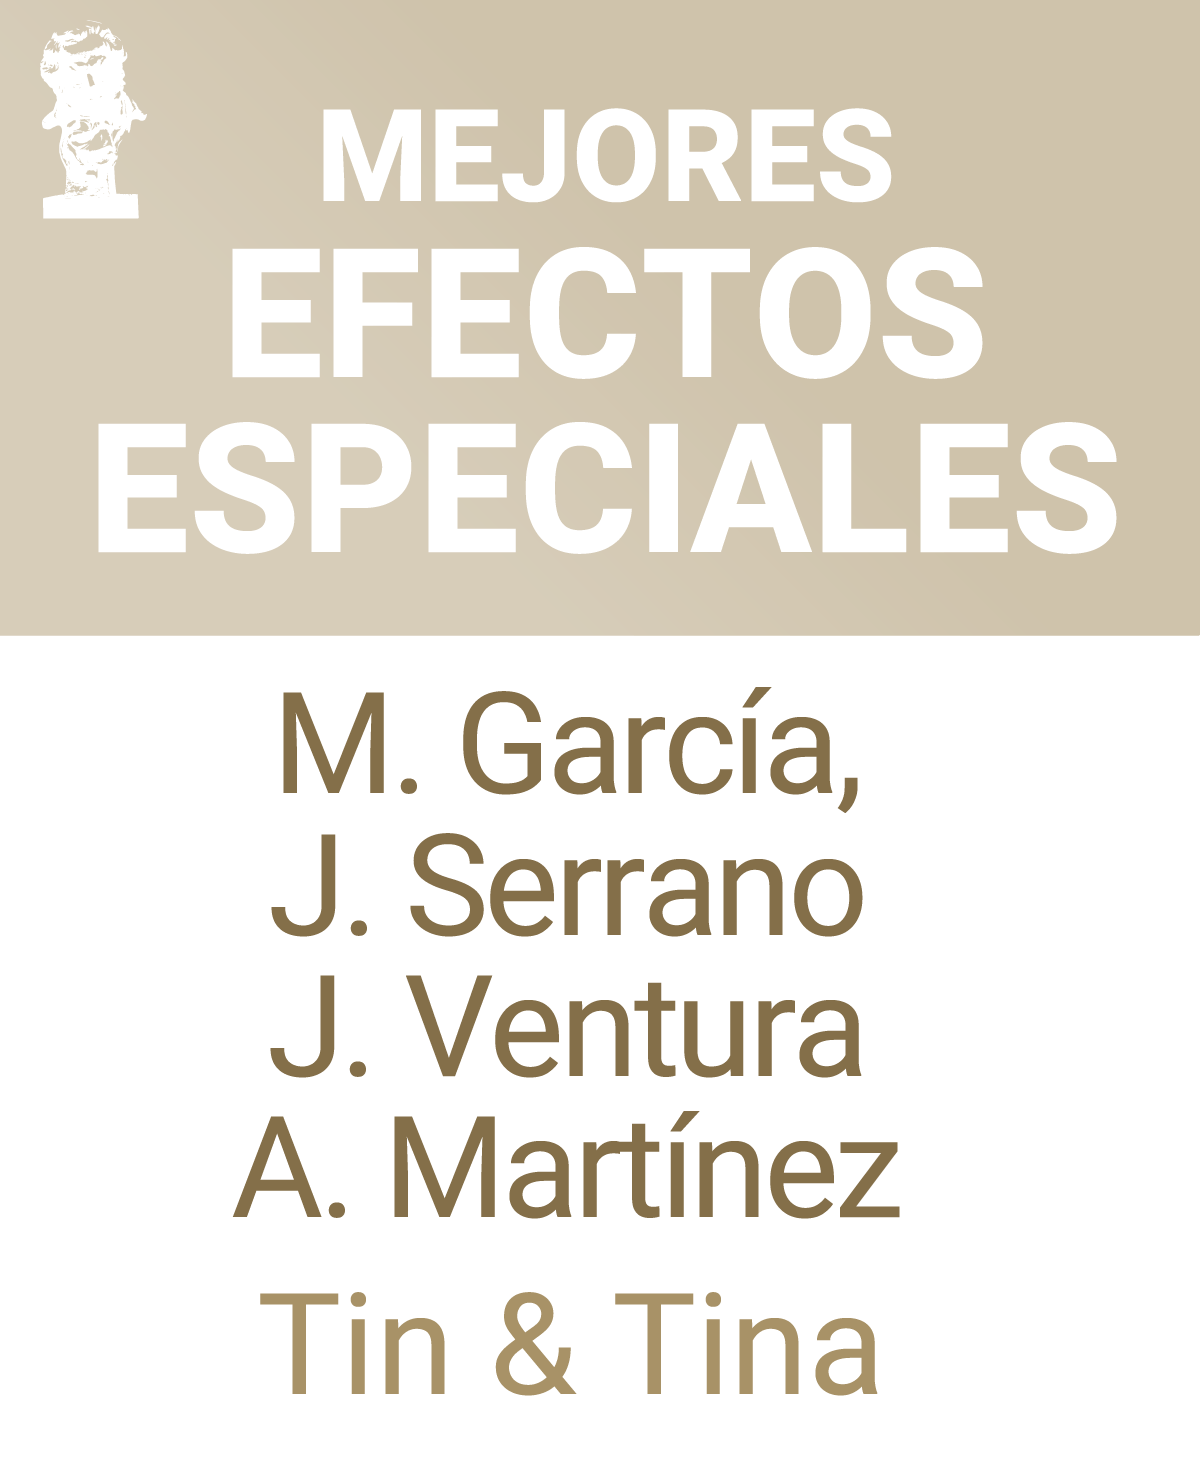 MEJORES
EFECTOS
ESPECIALES
M. García,
J. Serrano
J. Ventura
A. Martínez
Tin & Tina